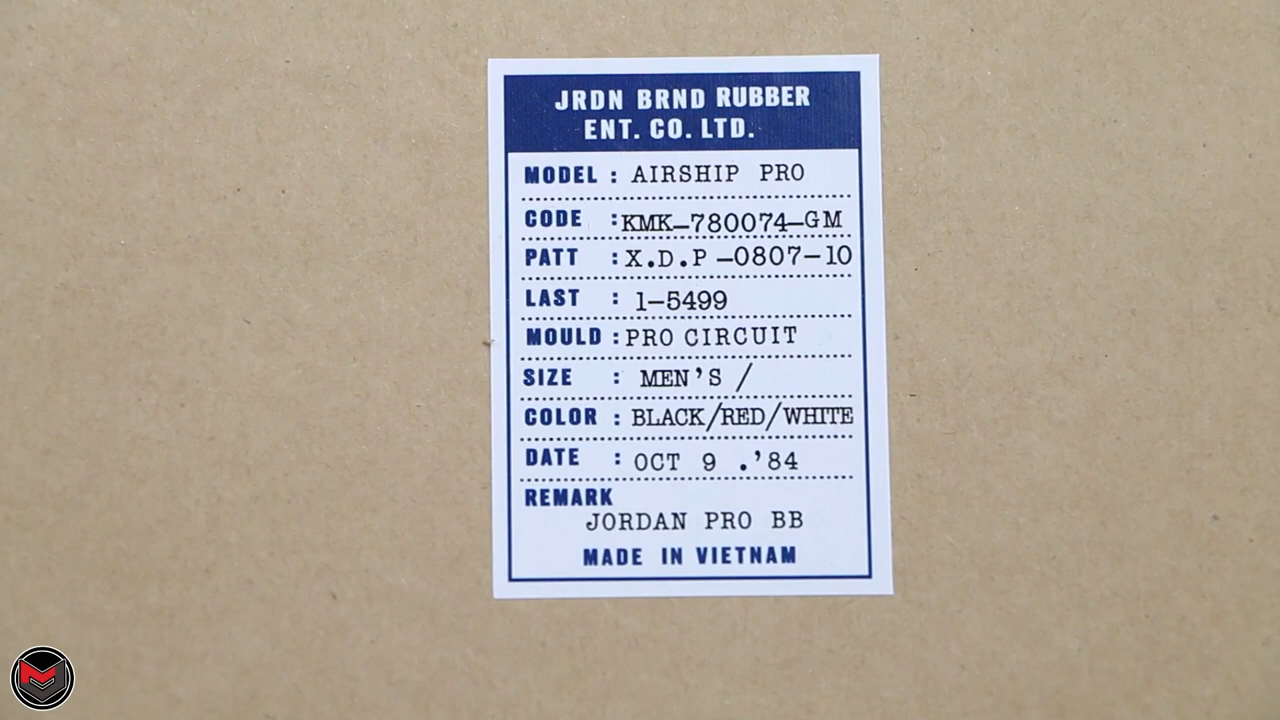 JRDN BRND RUBBER
ENT. CO. LTD.
MODEL : AIRSHIP PRO
CODE : KMK-780074-GM
PATT : X.D.P-0807-10
LAST : 1-5499
MOULD : PRO CIRCUIT
SIZE : MEN'S /
COLOR : BLACK/RED/WHITE
DATE : OCT 9 .'84
REMARK
JORDAN PRO BB
MADE IN VIETNAM